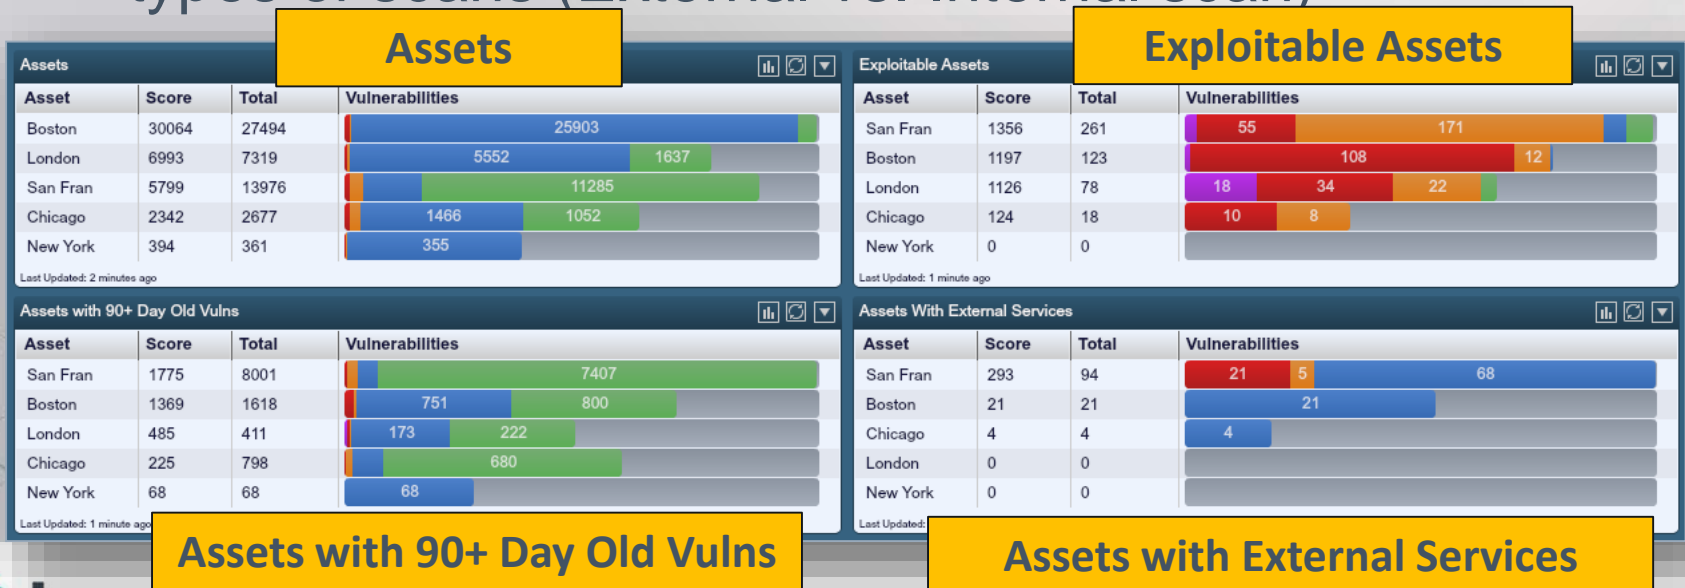 types of scans (External vs. Internal scan)
Assets
Exploitable Assets
Assets
Asset Score Total Vulnerabilities
Boston 30064 27494 25903
London 6993 7319 5552 1637
San Fran 5799 13976 11285
Chicago 2342 2677 1466 1052
New York 394 361 355
Last Updated: 2 minutes ago
Exploitable Assets
Asset Score Total Vulnerabilities
San Fran 1356 261 55 171
Boston 1197 123 108 12
London 1126 78 18 34 22
Chicago 124 18 10 8
New York 0 0
Last Updated: 1 minute ago
Assets with 90+ Day Old Vulns
Asset Score Total Vulnerabilities
San Fran 1775 8001 7407
Boston 1369 1618 751 800
London 485 411 173 222
Chicago 225 798 680
New York 68 68 68
Last Updated: 1 minute ago
Assets With External Services
Asset Score Total Vulnerabilities
San Fran 293 94 21 5 68
Boston 21 21 21
Chicago 4 4 4
London 0 0
New York 0 0
Last Updated:
Assets with 90+ Day Old Vulns
Assets with External Services